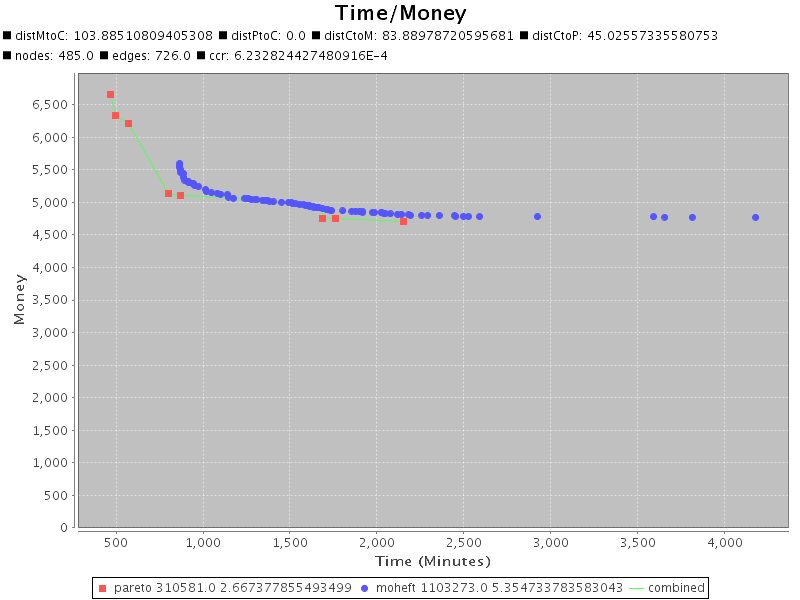 Time/Money
distMtoC: 103.88510809405308 distPtoC: 0.0 distCtoM: 83.88978720595681 distCtoP: 45.02557335580753
nodes: 485.0 edges: 726.0 ccr: 6.232824427480916E-4
6,500
6,000
5,500
5,000
4,500
4,000
3,500
3,000
2,500
2,000
1,500
1,000
500
0
Money
500 1,000 1,500 2,000 2,500 3,000 3,500 4,000
Time (Minutes)
pareto 310581.0 2.667377855493499 moheft 1103273.0 5.354733783583043 combined